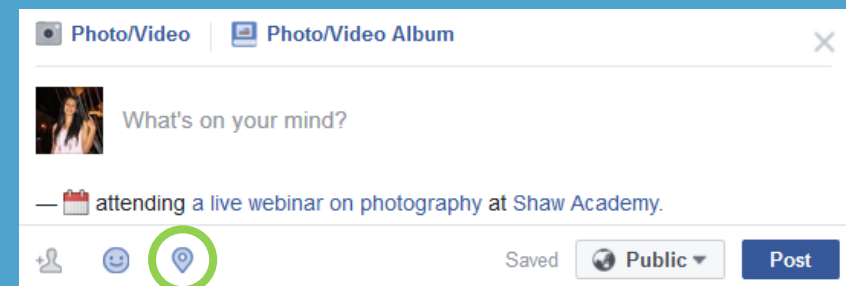 Photo/Video Photo/Video Album
What's on your mind?
— attending a live webinar on photography at Shaw Academy.
Saved Public Post